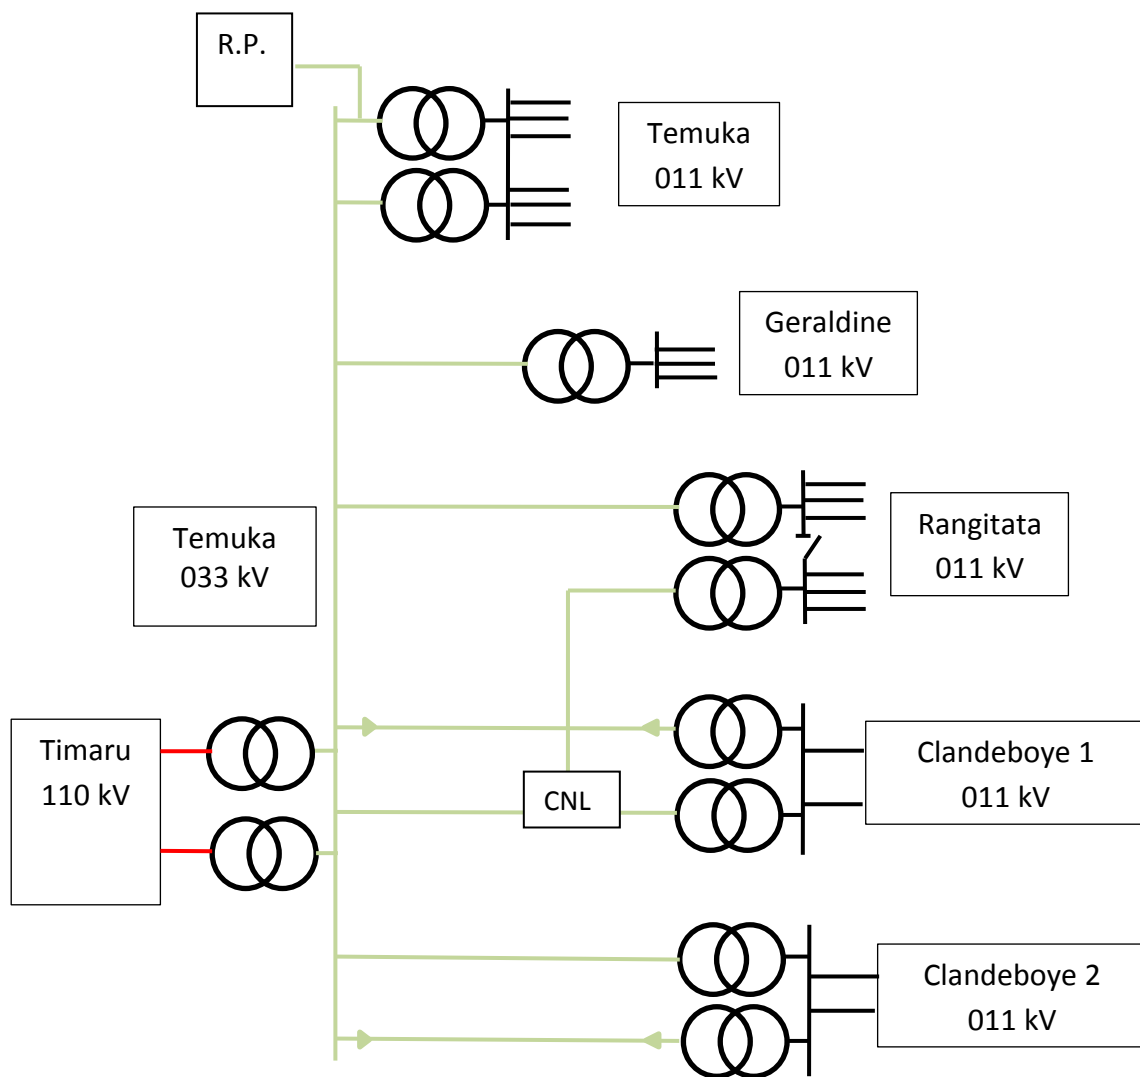 R.P.
Temuka
011 kV
Geraldine
011 kV
Rangitata
011 kV
Temuka
033 kV
Timaru
110 kV
CNL
Clandeboye 1
011 kV
Clandeboye 2
011 kV